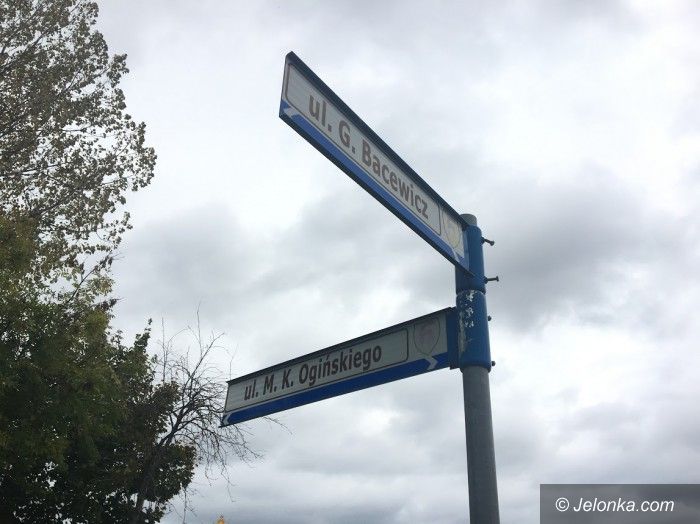 ul. G. Bacewicz
ul. M. K. Ogińskiego
© Jelonka.com